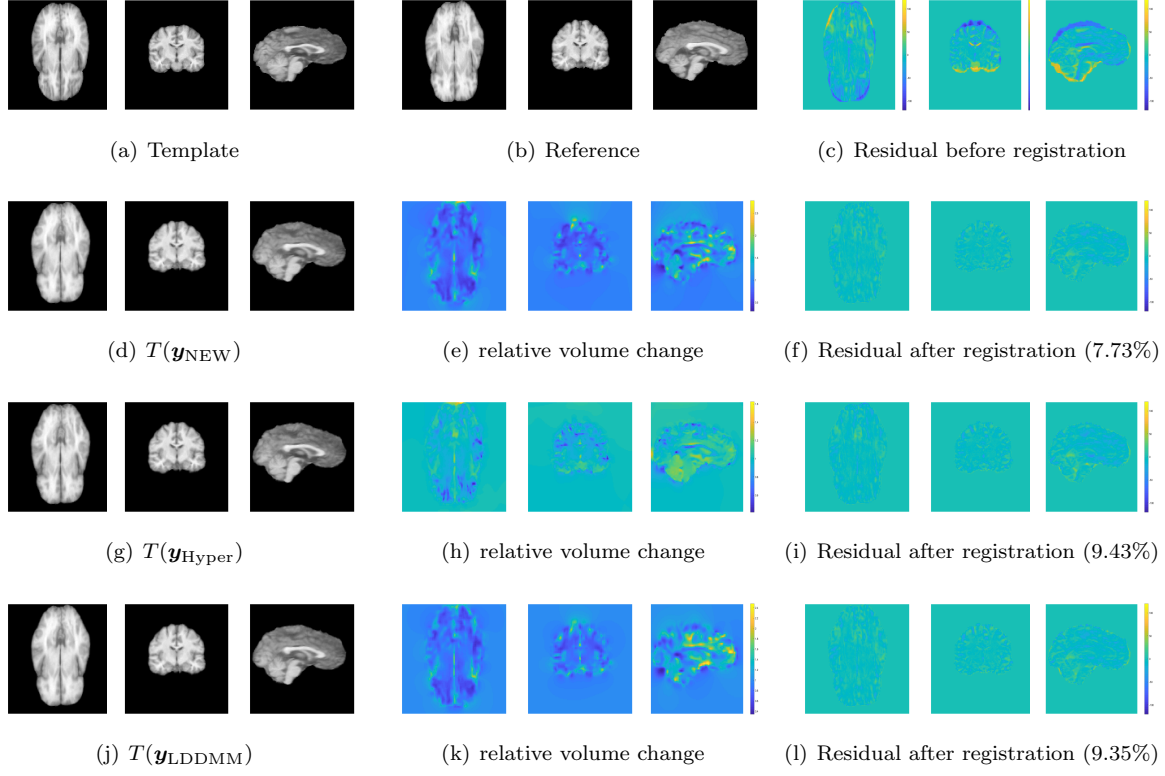 (a) Template
(b) Reference
(c) Residual before registration
(d) T(y_NEW)
(e) relative volume change
(f) Residual after registration (7.73%)
(g) T(y_Hyper)
(h) relative volume change
(i) Residual after registration (9.43%)
(j) T(y_LDDMM)
(k) relative volume change
(l) Residual after registration (9.35%)